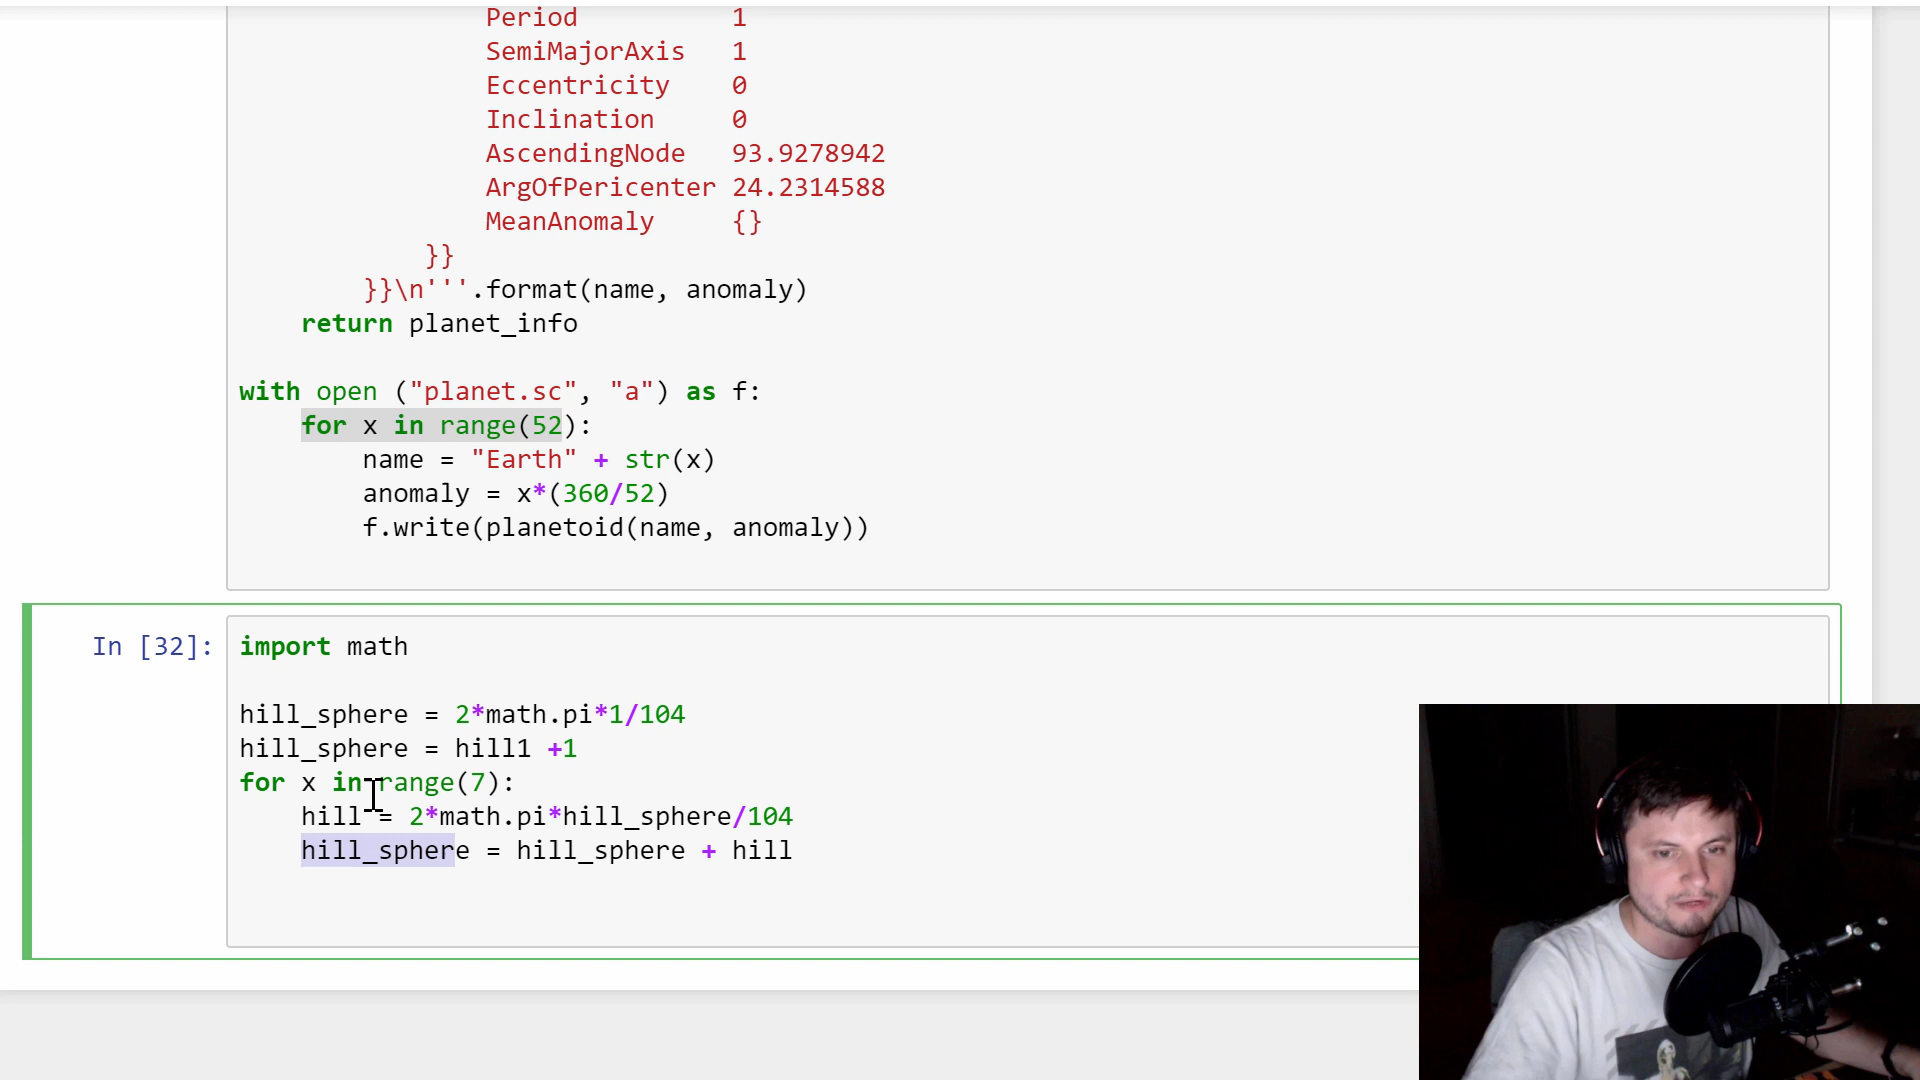 Period 1
SemiMajorAxis 1
Eccentricity 0
Inclination 0
AscendingNode 93.9278942
ArgOfPericenter 24.2314588
MeanAnomaly {}
}}
}}\n'''.format(name, anomaly)
return planet_info
with open ("planet.sc", "a") as f:
for x in range(52):
name = "Earth" + str(x)
anomaly = x*(360/52)
f.write(planetoid(name, anomaly))
In [32]:
import math
hill_sphere = 2*math.pi*1/104
hill_sphere = hill1 +1
for x in range(7):
hill = 2*math.pi*hill_sphere/104
hill_sphere = hill_sphere + hill